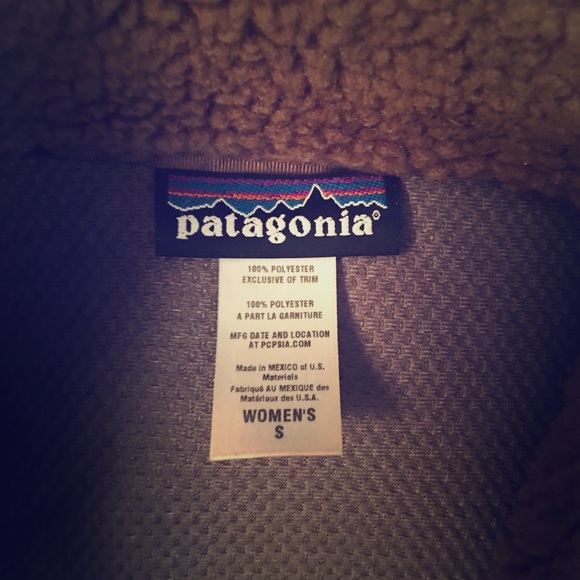 patagonia®
100% POLYESTER
EXCLUSIVE OF TRIM
100% POLYESTER
A PART LA GARNITURE
MFG DATE AND LOCATION
AT PCPSIA.COM
Made in MEXICO of U.S.
Materials
Fabriqué AU MEXIQUE des
Matériaux des U.S.A.
WOMEN'S
S